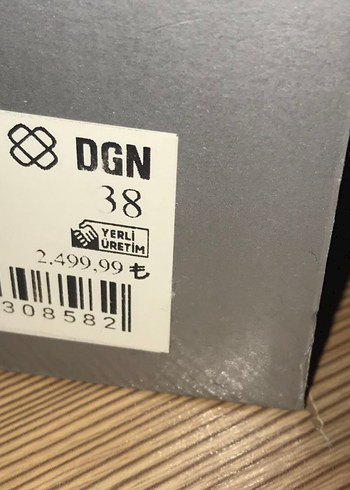 DGN
38
YERLİ
ÜRETİM
2.499,99 ₺
308582